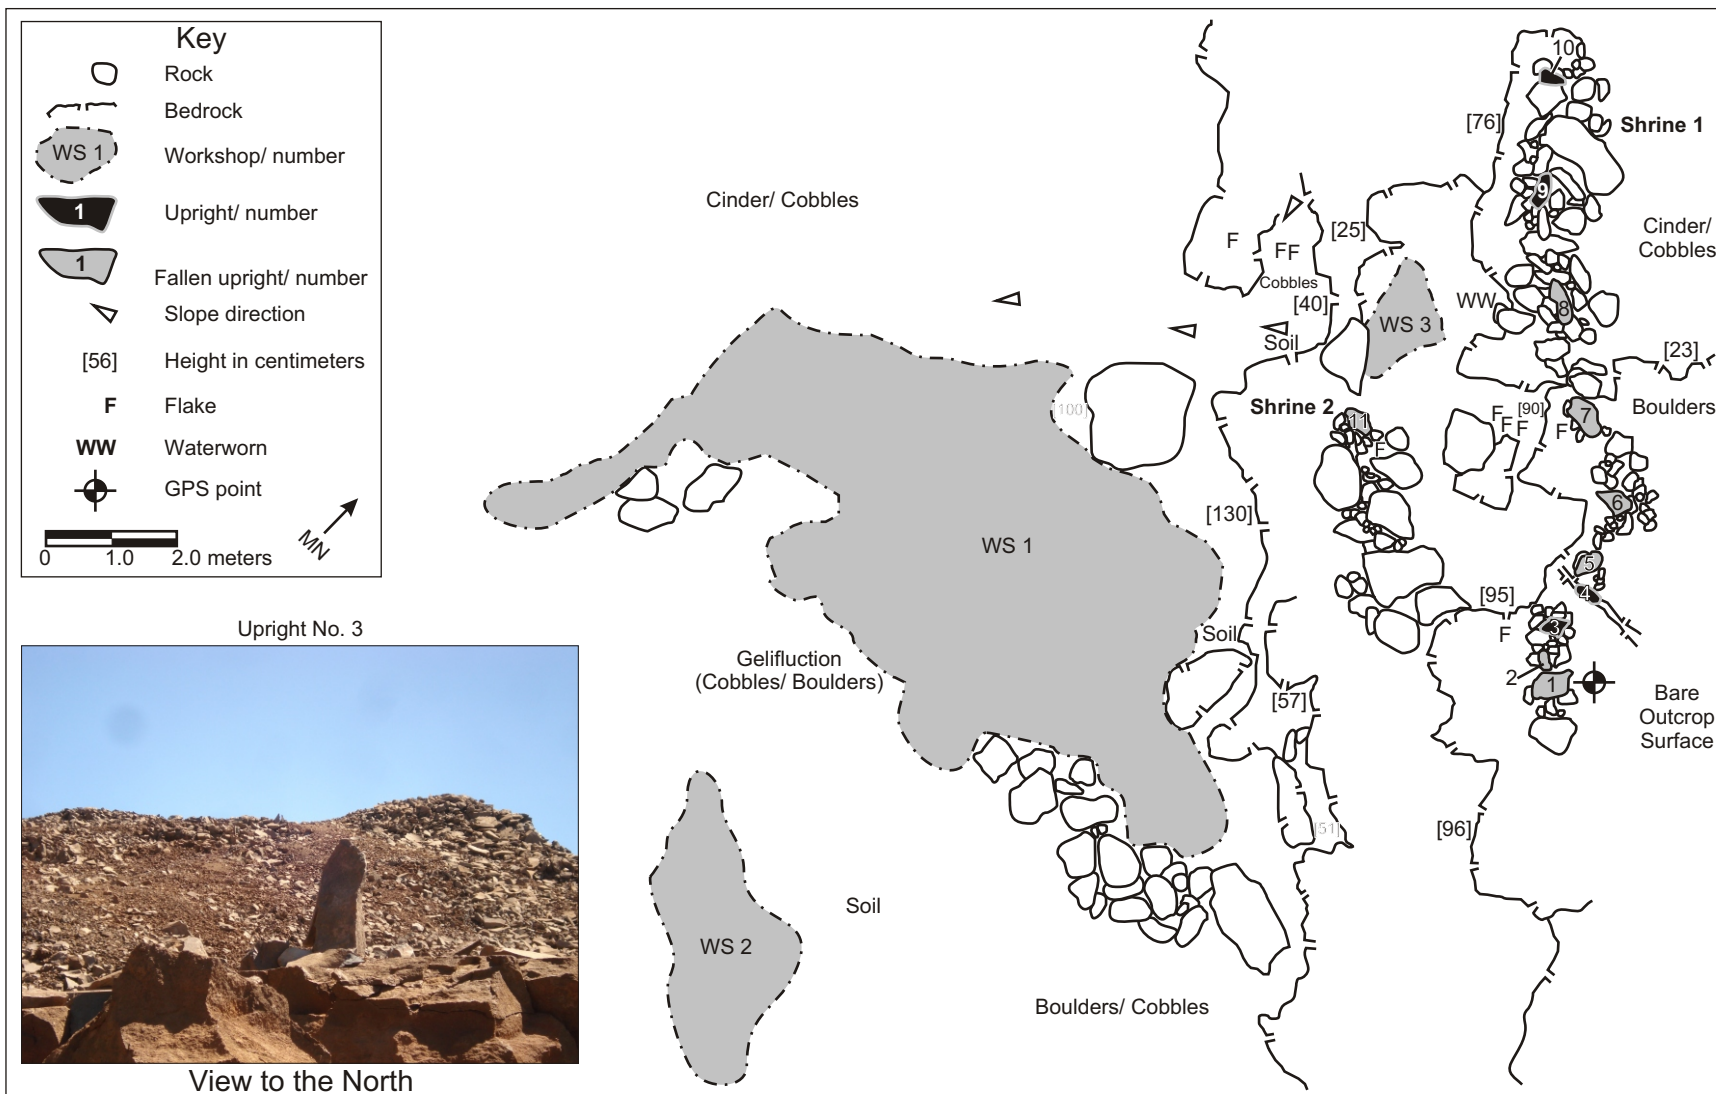 Key
Rock
Bedrock
WS 1
Workshop/ number
1
Upright/ number
1
Fallen upright/ number
Slope direction
[56]
Height in centimeters
F
Flake
WW
Waterworn
GPS point
MN
0 1.0 2.0 meters
Upright No. 3
View to the North
Cinder/ Cobbles
10
[76]
Shrine 1
9
Cinder/
Cobbles
F
FF
Cobbles
[25]
[40]
WS 3
WW
8
Soil
[23]
[100]
Shrine 2
11
F
F
F
F
[90]
F
7
Boulders
6
[130]
WS 1
5
4
[95]
F
3
2
1
Soil
Gelifluction
(Cobbles/ Boulders)
[57]
Bare
Outcrop
Surface
[51]
[96]
WS 2
Soil
Boulders/ Cobbles